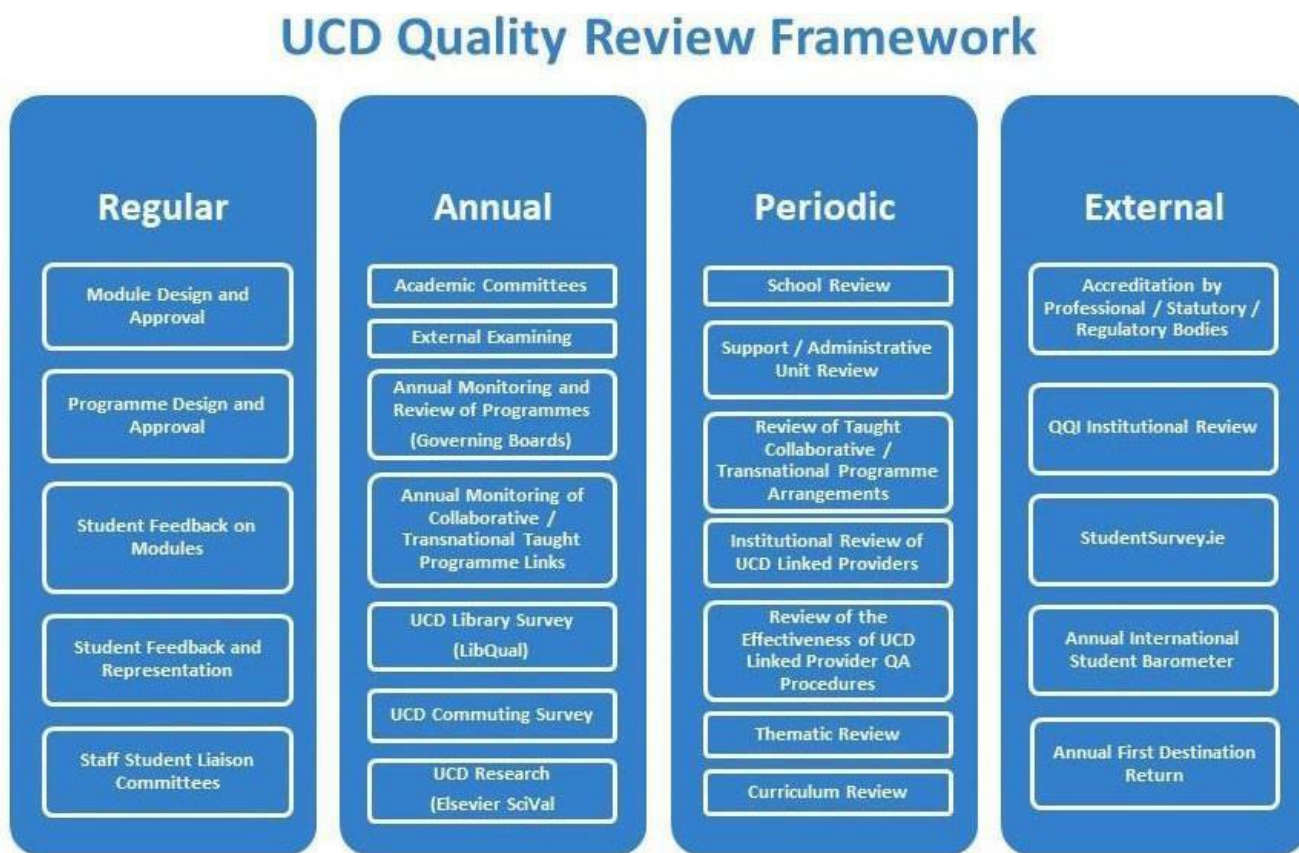 UCD Quality Review Framework
Regular
Module Design and
Approval
Programme Design and
Approval
Student Feedback on
Modules
Student Feedback and
Representation
Staff Student Liaison
Committees
Annual
Academic Committees
External Examining
Annual Monitoring and
Review of Programmes
(Governing Boards)
Annual Monitoring of
Collaborative /
Transnational Taught
Programme Links
UCD Library Survey
(LibQual)
UCD Commuting Survey
UCD Research
(Elsevier SciVal
Periodic
School Review
Support / Administrative
Unit Review
Review of Taught
Collaborative /
Transnational Programme
Arrangements
Institutional Review of
UCD Linked Providers
Review of the
Effectiveness of UCD
Linked Provider QA
Procedures
Thematic Review
Curriculum Review
External
Accreditation by
Professional / Statutory /
Regulatory Bodies
QQI Institutional Review
StudentSurvey.ie
Annual International
Student Barometer
Annual First Destination
Return